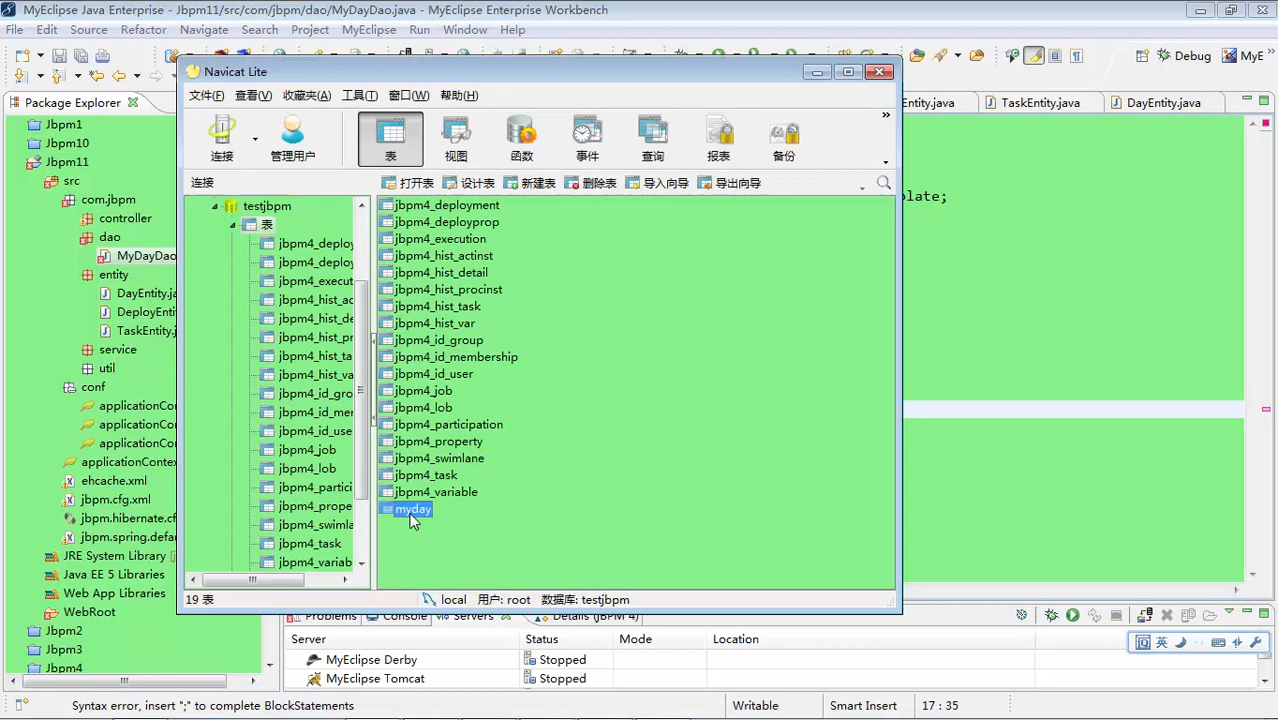 MyEclipse Java Enterprise - Jbpm11/src/com/jbpm/dao/MyDayDao.java - MyEclipse Enterprise Workbench
File Edit Source Refactor Navigate Search Project MyEclipse Run Window Help
Debug MyE
Package Explorer
Entity.java TaskEntity.java DayEntity.java
Jbpm1
Jbpm10
Jbpm11
src
com.jbpm
controller
dao
MyDayDao
entity
DayEntity.ja
DeployEnti
TaskEntity.j
service
util
conf
applicationCo
applicationCo
applicationCo
applicationContex
ehcache.xml
jbpm.cfg.xml
jbpm.hibernate.cf
jbpm.spring.defau
JRE System Library [
Java EE 5 Libraries
Web App Libraries
WebRoot
Jbpm2
Jbpm3
Jbpm4
plate;
Navicat Lite
文件(F) 查看(V) 收藏夹(A) 工具(T) 窗口(W) 帮助(H)
连接 管理用户 表 视图 函数 事件 查询 报表 备份
连接 打开表 设计表 新建表 删除表 导入向导 导出向导
testjbpm
表
jbpm4_deploy
jbpm4_deploy
jbpm4_execut
jbpm4_hist_ac
jbpm4_hist_de
jbpm4_hist_pr
jbpm4_hist_ta
jbpm4_hist_va
jbpm4_id_gro
jbpm4_id_me
jbpm4_id_use
jbpm4_job
jbpm4_lob
jbpm4_partici
jbpm4_prope
jbpm4_swimla
jbpm4_task
jbpm4_variab
jbpm4_deployment
jbpm4_deployprop
jbpm4_execution
jbpm4_hist_actinst
jbpm4_hist_detail
jbpm4_hist_procinst
jbpm4_hist_task
jbpm4_hist_var
jbpm4_id_group
jbpm4_id_membership
jbpm4_id_user
jbpm4_job
jbpm4_lob
jbpm4_participation
jbpm4_property
jbpm4_swimlane
jbpm4_task
jbpm4_variable
myday
19 表 local 用户: root 数据库: testjbpm
Problems Console Servers Details (jBPM 4)
Server Status Mode Location
MyEclipse Derby Stopped
MyEclipse Tomcat Stopped
英
Syntax error, insert ";" to complete BlockStatements Writable Smart Insert 17 : 35